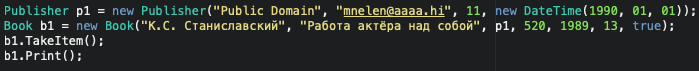 Publisher p1 = new Publisher("Public Domain", "mnelen@aaaa.hi", 11, new DateTime(1990, 01, 01));
Book b1 = new Book("К.С. Станиславский", "Работа актёра над собой", p1, 520, 1989, 13, true);
b1.TakeItem();
b1.Print();